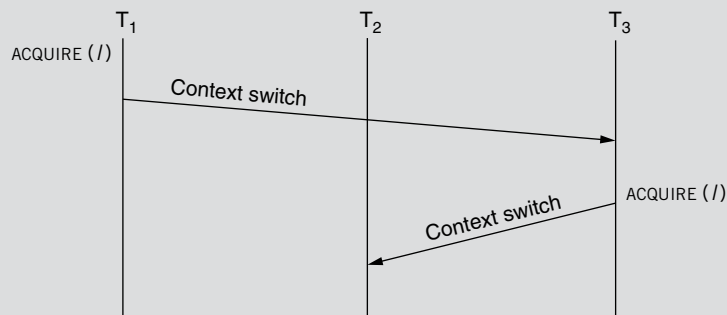 T1 T2 T3
ACQUIRE (l)
Context switch
ACQUIRE (l)
Context switch